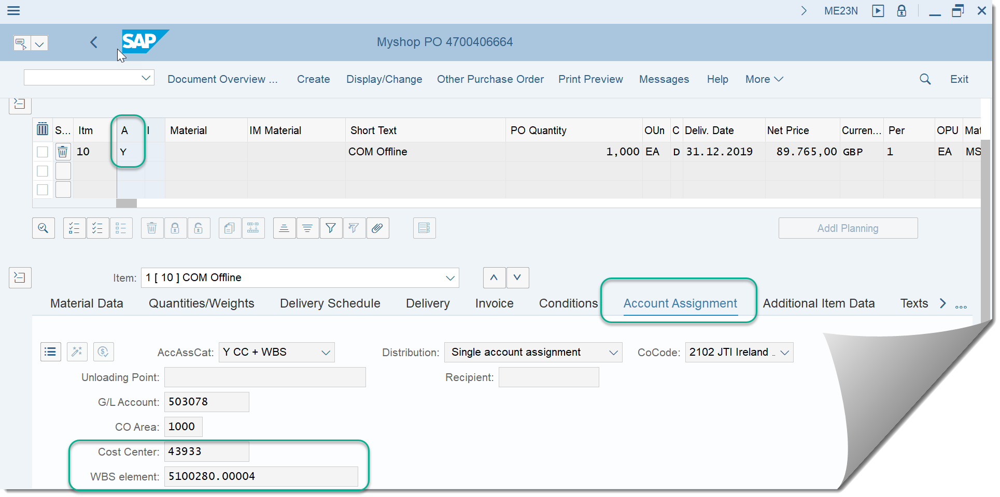 ME23N
SAP
Myshop PO 4700406664
Document Overview ... Create Display/Change Other Purchase Order Print Preview Messages Help More Exit
S... Itm A I Material IM Material Short Text PO Quantity OUn C Deliv. Date Net Price Curren... Per OPU Mat
10 Y COM Offline 1,000 EA D 31.12.2019 89.765,00 GBP 1 EA MS
Addl Planning
Item: 1 [ 10 ] COM Offline
Material Data Quantities/Weights Delivery Schedule Delivery Invoice Conditions Account Assignment Additional Item Data Texts
AccAssCat: Y CC + WBS Distribution: Single account assignment CoCode: 2102 JTI Ireland ..
Unloading Point: Recipient:
G/L Account: 503078
CO Area: 1000
Cost Center: 43933
WBS element: 5100280.00004